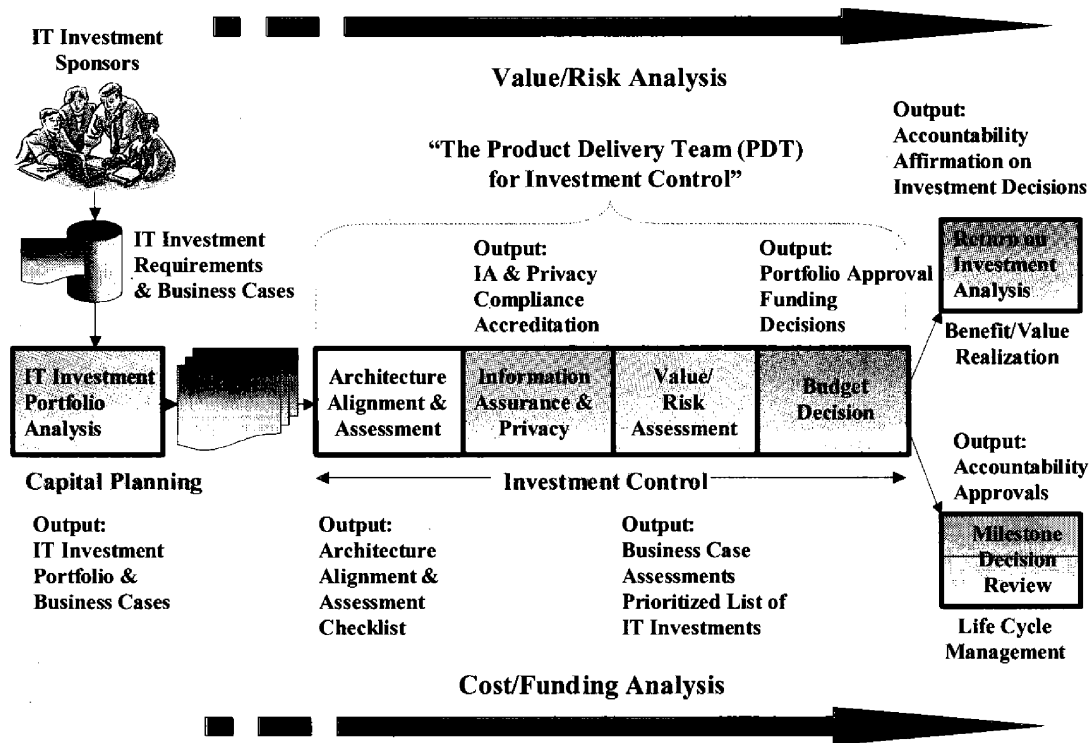 IT Investment
Sponsors
Value/Risk Analysis
"The Product Delivery Team (PDT)
for Investment Control"
Output:
Accountability
Affirmation on
Investment Decisions
IT Investment
Requirements
& Business Cases
Output:
IA & Privacy
Compliance
Accreditation
Output:
Portfolio Approval
Funding
Decisions
Return on
Investment
Analysis
Benefit/Value
Realization
IT Investment
Portfolio
Analysis
Architecture
Alignment &
Assessment
Information
Assurance &
Privacy
Value/
Risk
Assessment
Budget
Decision
Capital Planning
Investment Control
Output:
Accountability
Approvals
Output:
IT Investment
Portfolio &
Business Cases
Output:
Architecture
Alignment &
Assessment
Checklist
Output:
Business Case
Assessments
Prioritized List of
IT Investments
Milestone
Decision
Review
Life Cycle
Management
Cost/Funding Analysis